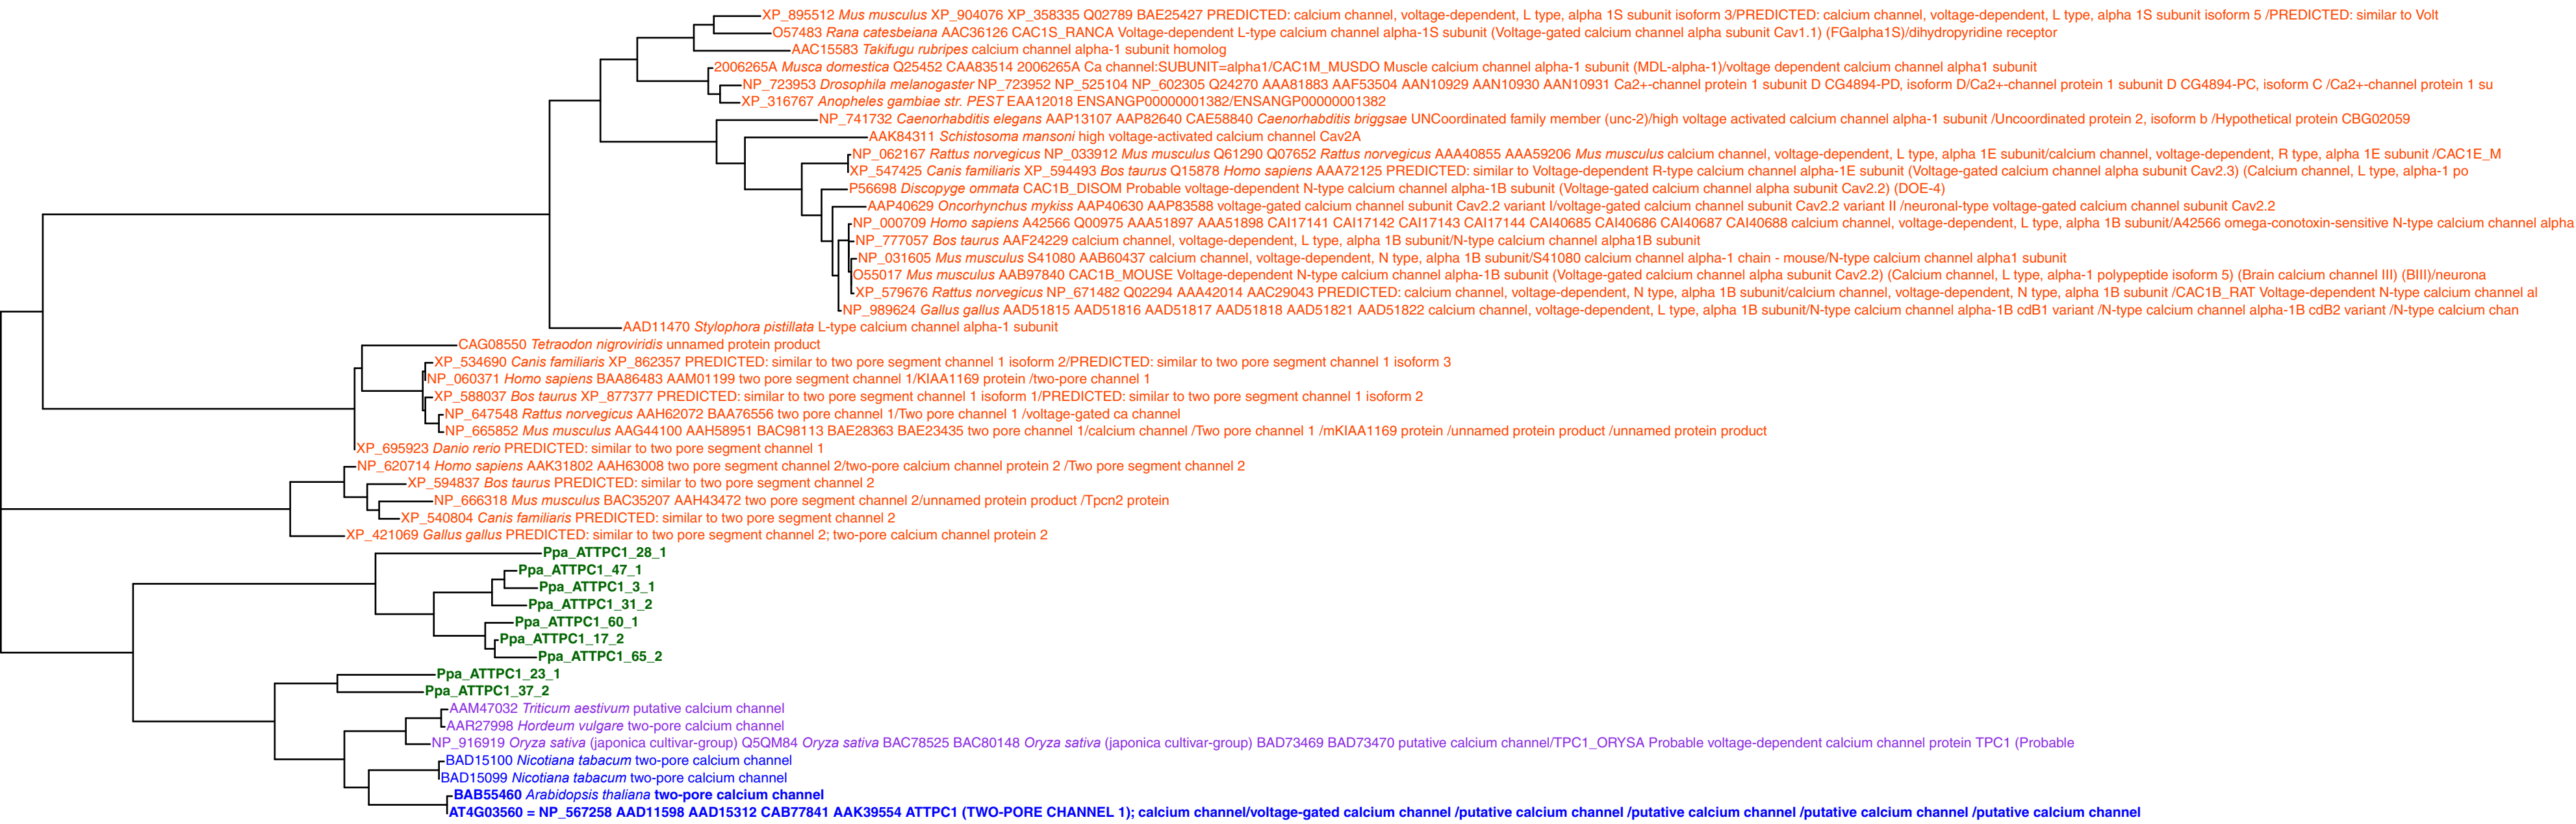 XP_895512 Mus musculus XP_904076 XP_358335 Q02789 BAE25427 PREDICTED: calcium channel, voltage-dependent, L type, alpha 1S subunit isoform 3/PREDICTED: calcium channel, voltage-dependent, L type, alpha 1S subunit isoform 5 /PREDICTED: similar to Volt
O57483 Rana catesbeiana AAC36126 CAC1S_RANCA Voltage-dependent L-type calcium channel alpha-1S subunit (Voltage-gated calcium channel alpha subunit Cav1.1) (FGalpha1S)/dihydropyridine receptor
AAC15583 Takifugu rubripes calcium channel alpha-1 subunit homolog
2006265A Musca domestica Q25452 CAA83514 2006265A Ca channel:SUBUNIT=alpha1/CAC1M_MUSDO Muscle calcium channel alpha-1 subunit (MDL-alpha-1)/voltage dependent calcium channel alpha1 subunit
NP_723953 Drosophila melanogaster NP_723952 NP_525104 NP_602305 Q24270 AAA81883 AAF53504 AAN10929 AAN10930 AAN10931 Ca2+-channel protein 1 subunit D CG4894-PD, isoform D/Ca2+-channel protein 1 subunit D CG4894-PC, isoform C /Ca2+-channel protein 1 su
XP_316767 Anopheles gambiae str. PEST EAA12018 ENSANGP00000001382/ENSANGP00000001382
NP_741732 Caenorhabditis elegans AAP13107 AAP82640 CAE58840 Caenorhabditis briggsae UNCoordinated family member (unc-2)/high voltage activated calcium channel alpha-1 subunit /Uncoordinated protein 2, isoform b /Hypothetical protein CBG02059
AAK84311 Schistosoma mansoni high voltage-activated calcium channel Cav2A
NP_062167 Rattus norvegicus NP_033912 Mus musculus Q61290 Q07652 Rattus norvegicus AAA40855 AAA59206 Mus musculus calcium channel, voltage-dependent, L type, alpha 1E subunit/calcium channel, voltage-dependent, R type, alpha 1E subunit /CAC1E_M
XP_547425 Canis familiaris XP_594493 Bos taurus Q15878 Homo sapiens AAA72125 PREDICTED: similar to Voltage-dependent R-type calcium channel alpha-1E subunit (Voltage-gated calcium channel alpha subunit Cav2.3) (Calcium channel, L type, alpha-1 po
P56698 Discopyge ommata CAC1B_DISOM Probable voltage-dependent N-type calcium channel alpha-1B subunit (Voltage-gated calcium channel alpha subunit Cav2.2) (DOE-4)
AAP40629 Oncorhynchus mykiss AAP40630 AAP83588 voltage-gated calcium channel subunit Cav2.2 variant I/voltage-gated calcium channel subunit Cav2.2 variant II /neuronal-type voltage-gated calcium channel subunit Cav2.2
NP_000709 Homo sapiens A42566 Q00975 AAA51897 AAA51898 CAI17141 CAI17142 CAI17143 CAI17144 CAI40685 CAI40686 CAI40687 CAI40688 calcium channel, voltage-dependent, L type, alpha 1B subunit/A42566 omega-conotoxin-sensitive N-type calcium channel alpha
NP_777057 Bos taurus AAF24229 calcium channel, voltage-dependent, L type, alpha 1B subunit/N-type calcium channel alpha1B subunit
NP_031605 Mus musculus S41080 AAB60437 calcium channel, voltage-dependent, N type, alpha 1B subunit/S41080 calcium channel alpha-1 chain - mouse/N-type calcium channel alpha1 subunit
O55017 Mus musculus AAB97840 CAC1B_MOUSE Voltage-dependent N-type calcium channel alpha-1B subunit (Voltage-gated calcium channel alpha subunit Cav2.2) (Calcium channel, L type, alpha-1 polypeptide isoform 5) (Brain calcium channel III) (BIII)/neurona
XP_579676 Rattus norvegicus NP_671482 Q02294 AAA42014 AAC29043 PREDICTED: calcium channel, voltage-dependent, N type, alpha 1B subunit/calcium channel, voltage-dependent, N type, alpha 1B subunit /CAC1B_RAT Voltage-dependent N-type calcium channel al
NP_989624 Gallus gallus AAD51815 AAD51816 AAD51817 AAD51818 AAD51821 AAD51822 calcium channel, voltage-dependent, L type, alpha 1B subunit/N-type calcium channel alpha-1B cdB1 variant /N-type calcium channel alpha-1B cdB2 variant /N-type calcium chan
AAD11470 Stylophora pistillata L-type calcium channel alpha-1 subunit
CAG08550 Tetraodon nigroviridis unnamed protein product
XP_534690 Canis familiaris XP_862357 PREDICTED: similar to two pore segment channel 1 isoform 2/PREDICTED: similar to two pore segment channel 1 isoform 3
NP_060371 Homo sapiens BAA86483 AAM01199 two pore segment channel 1/KIAA1169 protein /two-pore channel 1
XP_588037 Bos taurus XP_877377 PREDICTED: similar to two pore segment channel 1 isoform 1/PREDICTED: similar to two pore segment channel 1 isoform 2
NP_647548 Rattus norvegicus AAH62072 BAA76556 two pore channel 1/Two pore channel 1 /voltage-gated ca channel
NP_665852 Mus musculus AAG44100 AAH58951 BAC98113 BAE28363 BAE23435 two pore channel 1/calcium channel /Two pore channel 1 /mKIAA1169 protein /unnamed protein product /unnamed protein product
XP_695923 Danio rerio PREDICTED: similar to two pore segment channel 1
NP_620714 Homo sapiens AAK31802 AAH63008 two pore segment channel 2/two-pore calcium channel protein 2 /Two pore segment channel 2
XP_594837 Bos taurus PREDICTED: similar to two pore segment channel 2
NP_666318 Mus musculus BAC35207 AAH43472 two pore segment channel 2/unnamed protein product /Tpcn2 protein
XP_540804 Canis familiaris PREDICTED: similar to two pore segment channel 2
XP_421069 Gallus gallus PREDICTED: similar to two pore segment channel 2; two-pore calcium channel protein 2
Ppa_ATTPC1_28_1
Ppa_ATTPC1_47_1
Ppa_ATTPC1_3_1
Ppa_ATTPC1_31_2
Ppa_ATTPC1_60_1
Ppa_ATTPC1_17_2
Ppa_ATTPC1_65_2
Ppa_ATTPC1_23_1
Ppa_ATTPC1_37_2
AAM47032 Triticum aestivum putative calcium channel
AAR27998 Hordeum vulgare two-pore calcium channel
NP_916919 Oryza sativa (japonica cultivar-group) Q5QM84 Oryza sativa BAC78525 BAC80148 Oryza sativa (japonica cultivar-group) BAD73469 BAD73470 putative calcium channel/TPC1_ORYSA Probable voltage-dependent calcium channel protein TPC1 (Probable
BAD15100 Nicotiana tabacum two-pore calcium channel
BAD15099 Nicotiana tabacum two-pore calcium channel
BAB55460 Arabidopsis thaliana two-pore calcium channel
AT4G03560 = NP_567258 AAD11598 AAD15312 CAB77841 AAK39554 ATTPC1 (TWO-PORE CHANNEL 1); calcium channel/voltage-gated calcium channel /putative calcium channel /putative calcium channel /putative calcium channel /putative calcium channel